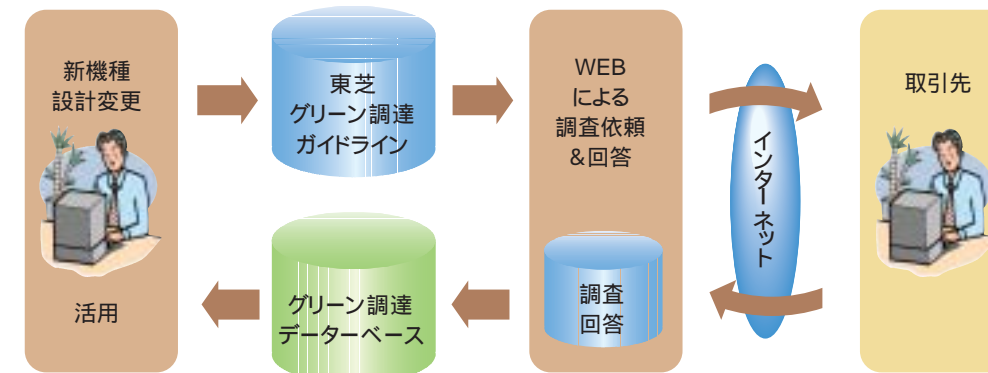 新機種
設計変更
東芝
グリーン調達
ガイドライン
WEB
による
調査依頼
&回答
インターネット
取引先
活用
グリーン調達
データーベース
調査
回答